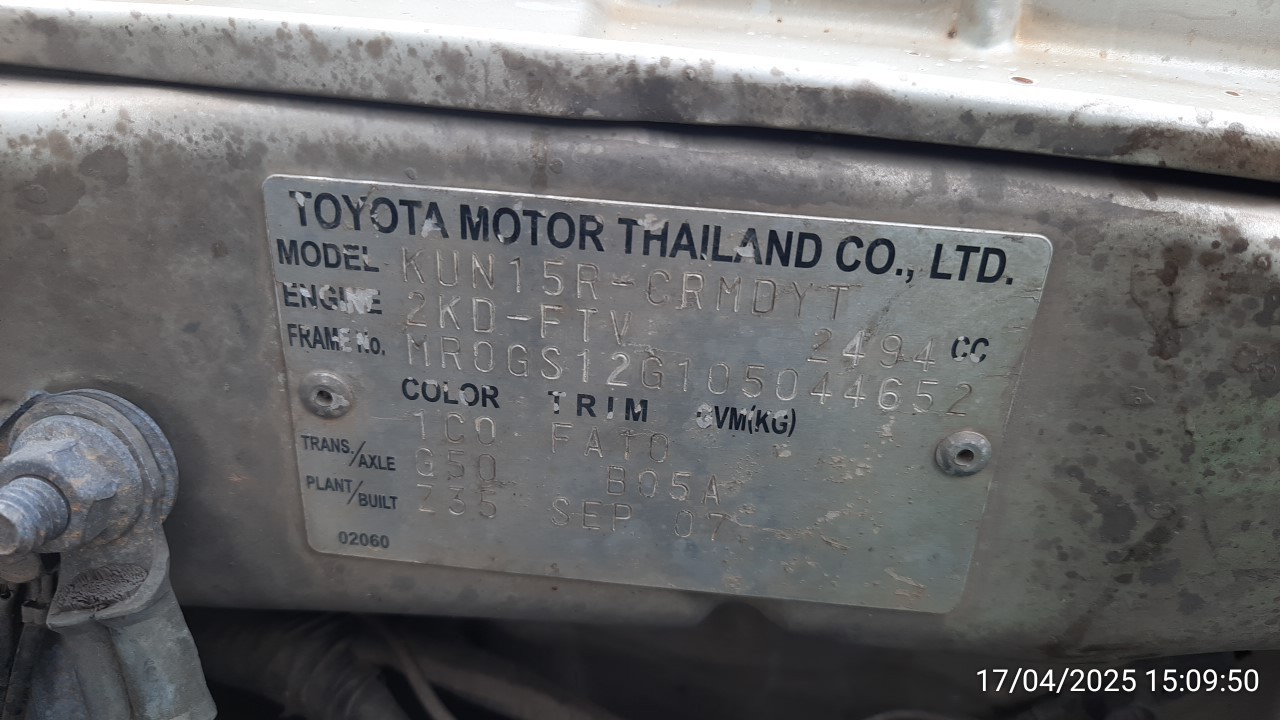 TOYOTA MOTOR THAILAND CO., LTD.
MODEL KUN15R-CRMDYT
ENGINE 2KD-FTV 2494 CC
FRAME No. MR0GS12G105044652
COLOR TRIM GVM(KG)
1C0 FA10
TRANS./AXLE G50 B05A
PLANT/BUILT Z35 SEP 07
02060
17/04/2025 15:09:50